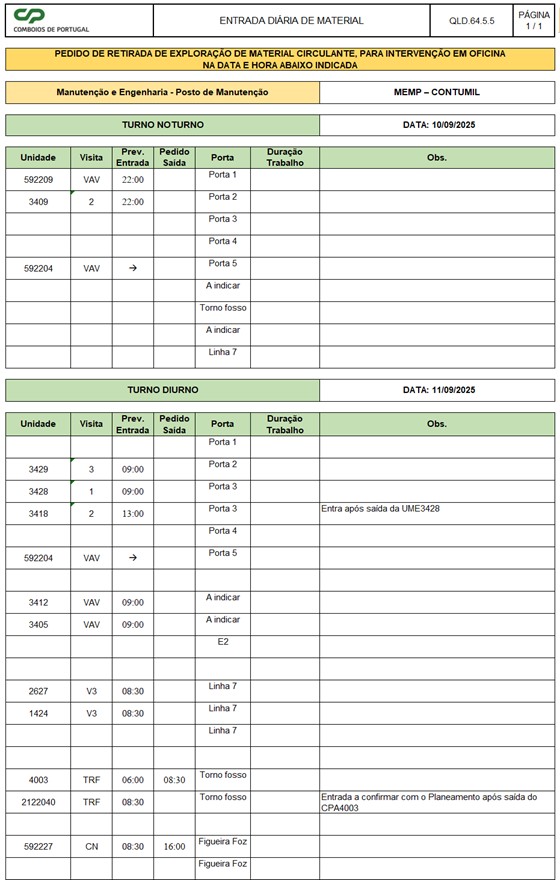 CP
COMBOIOS DE PORTUGAL
ENTRADA DIÁRIA DE MATERIAL
QLD.64.5.5
PÁGINA
1 / 1
PEDIDO DE RETIRADA DE EXPLORAÇÃO DE MATERIAL CIRCULANTE, PARA INTERVENÇÃO EM OFICINA
NA DATA E HORA ABAIXO INDICADA
Manutenção e Engenharia - Posto de Manutenção
MEMP – CONTUMIL
TURNO NOTURNO
DATA: 10/09/2025
Unidade Visita Prev. Entrada Pedido Saída Porta Duração Trabalho Obs.
592209 VAV 22:00 Porta 1
3409 2 22:00 Porta 2
Porta 3
Porta 4
592204 VAV → Porta 5
A indicar
Torno fosso
A indicar
Linha 7
TURNO DIURNO
DATA: 11/09/2025
Unidade Visita Prev. Entrada Pedido Saída Porta Duração Trabalho Obs.
Porta 1
3429 3 09:00 Porta 2
3428 1 09:00 Porta 3
3418 2 13:00 Porta 3 Entra após saída da UME3428
Porta 4
592204 VAV → Porta 5
3412 VAV 09:00 A indicar
3405 VAV 09:00 A indicar
E2
2627 V3 08:30 Linha 7
1424 V3 08:30 Linha 7
Linha 7
4003 TRF 06:00 08:30 Torno fosso
2122040 TRF 08:30 Torno fosso Entrada a confirmar com o Planeamento após saída do
CPA4003
592227 CN 08:30 16:00 Figueira Foz
Figueira Foz